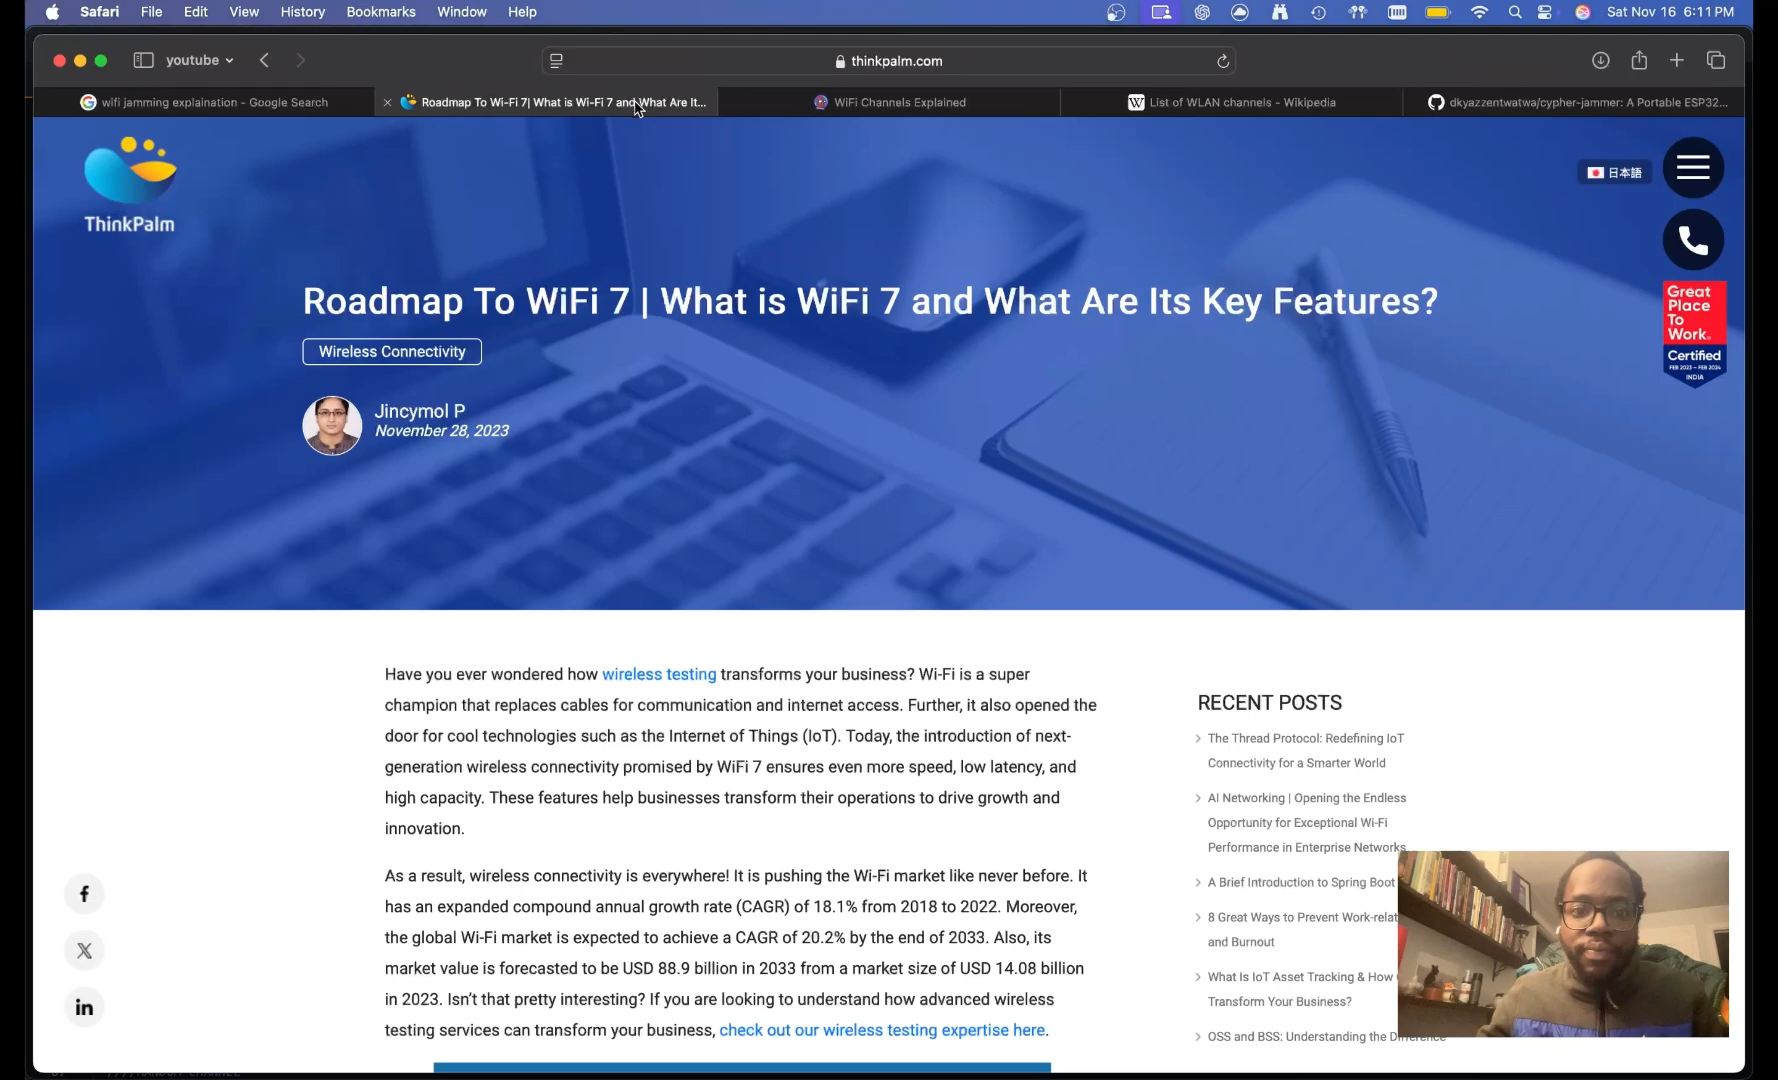 Safari File Edit View History Bookmarks Window Help Sat Nov 16 6:11 PM
youtube
thinkpalm.com
wifi jamming explaination - Google Search
Roadmap To Wi-Fi 7| What is Wi-Fi 7 and What Are It...
WiFi Channels Explained
List of WLAN channels - Wikipedia
dkyazzentwatwa/cypher-jammer: A Portable ESP32...
ThinkPalm
日本語
Great
Place
To
Work.
Certified
FEB 2023 – FEB 2024
INDIA
Roadmap To WiFi 7 | What is WiFi 7 and What Are Its Key Features?
Wireless Connectivity
Jincymol P
November 28, 2023
Have you ever wondered how wireless testing transforms your business? Wi-Fi is a super
champion that replaces cables for communication and internet access. Further, it also opened the
door for cool technologies such as the Internet of Things (IoT). Today, the introduction of next-
generation wireless connectivity promised by WiFi 7 ensures even more speed, low latency, and
high capacity. These features help businesses transform their operations to drive growth and
innovation.
As a result, wireless connectivity is everywhere! It is pushing the Wi-Fi market like never before. It
has an expanded compound annual growth rate (CAGR) of 18.1% from 2018 to 2022. Moreover,
the global Wi-Fi market is expected to achieve a CAGR of 20.2% by the end of 2033. Also, its
market value is forecasted to be USD 88.9 billion in 2033 from a market size of USD 14.08 billion
in 2023. Isn't that pretty interesting? If you are looking to understand how advanced wireless
testing services can transform your business, check out our wireless testing expertise here.
RECENT POSTS
The Thread Protocol: Redefining IoT
Connectivity for a Smarter World
AI Networking | Opening the Endless
Opportunity for Exceptional Wi-Fi
Performance in Enterprise Networks
A Brief Introduction to Spring Boot
8 Great Ways to Prevent Work-relat
and Burnout
What Is IoT Asset Tracking & How
Transform Your Business?
OSS and BSS: Understanding the Difference